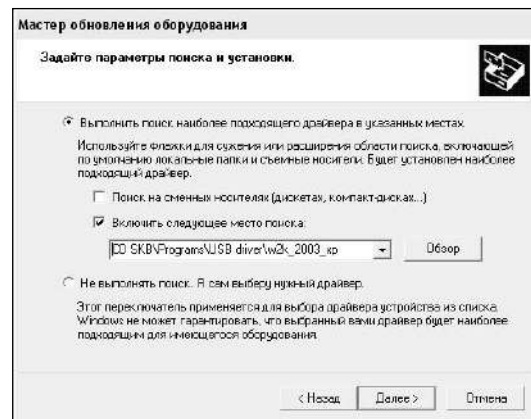 Мастер обновления оборудования
Задайте параметры поиска и установки.
Выполнить поиск наиболее подходящего драйвера в указанных местах.
Используйте флажки для сужения или расширения области поиска, включающей
по умолчанию локальные папки и съемные носители. Будет установлен наиболее
подходящий драйвер.
Поиск на сменных носителях (дискетах, компакт-дисках...)
Включить следующее место поиска:
CD SKB\Programs\USB driver\w2k_2003_xp
Обзор
Не выполнять поиск. Я сам выберу нужный драйвер.
Этот переключатель применяется для выбора драйвера устройства из списка.
Windows не может гарантировать, что выбранный вами драйвер будет наиболее
подходящим для имеющегося оборудования.
< Назад
Далее >
Отмена